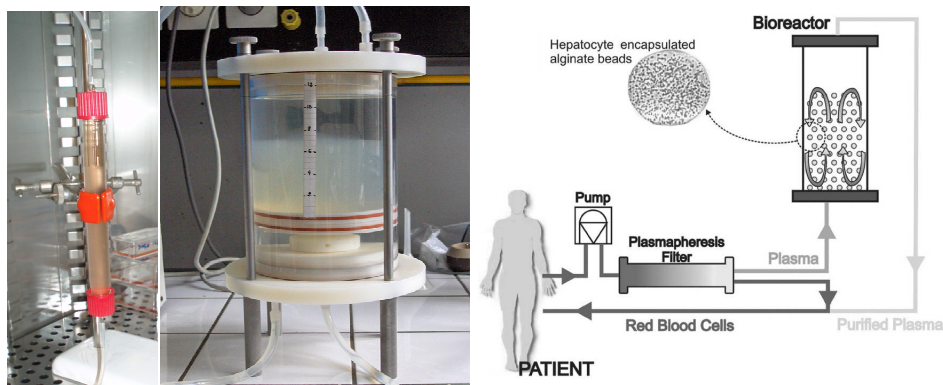 Bioreactor
Hepatocyte encapsulated
alginate beads
Pump
Plasmapheresis
Filter
Plasma
Red Blood Cells
Purified Plasma
PATIENT